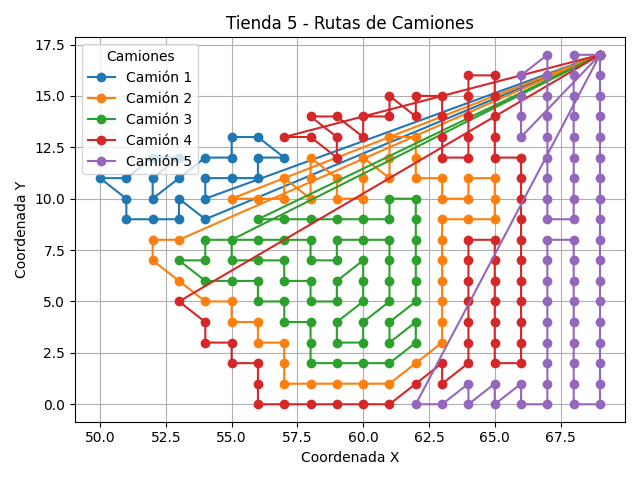 Tienda 5 - Rutas de Camiones
Camiones
Camión 1
Camión 2
Camión 3
Camión 4
Camión 5
Coordenada Y
17.5
15.0
12.5
10.0
7.5
5.0
2.5
0.0
50.0 52.5 55.0 57.5 60.0 62.5 65.0 67.5
Coordenada X